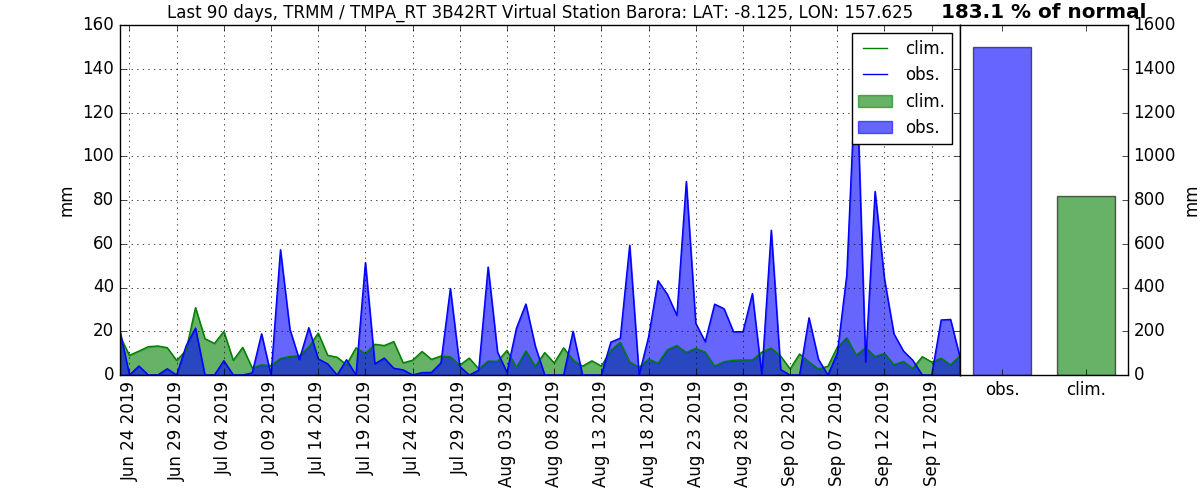 Last 90 days, TRMM / TMPA_RT 3B42RT Virtual Station Barora: LAT: -8.125, LON: 157.625
183.1 % of normal
mm
160
140
120
100
80
60
40
20
0
clim.
obs.
clim.
obs.
1600
1400
1200
1000
800
600
400
200
0
mm
Jun 24 2019
Jun 29 2019
Jul 04 2019
Jul 09 2019
Jul 14 2019
Jul 19 2019
Jul 24 2019
Jul 29 2019
Aug 03 2019
Aug 08 2019
Aug 13 2019
Aug 18 2019
Aug 23 2019
Aug 28 2019
Sep 02 2019
Sep 07 2019
Sep 12 2019
Sep 17 2019
obs.
clim.